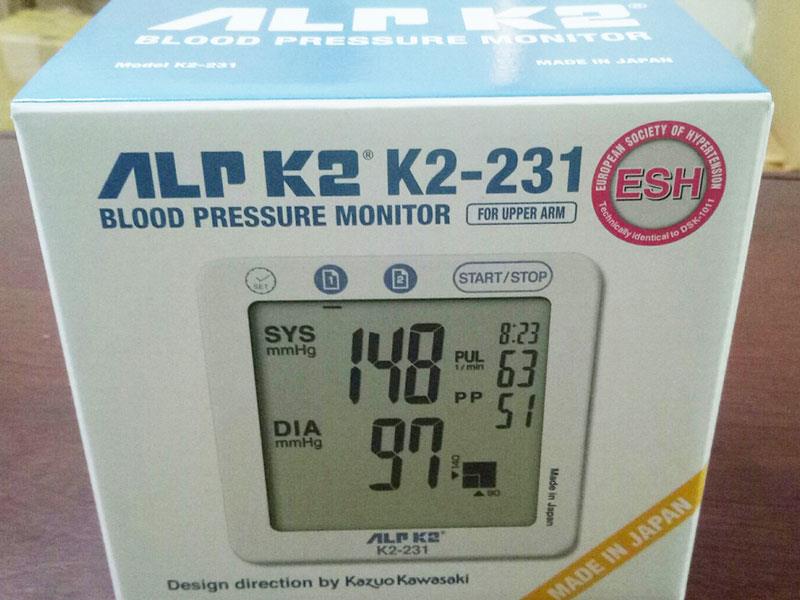 ALP K2®
BLOOD PRESSURE MONITOR
Model K2-231 MADE IN JAPAN
ALP K2® K2-231
BLOOD PRESSURE MONITOR FOR UPPER ARM
EUROPEAN SOCIETY OF HYPERTENSION
ESH
Technically identical to DSK-1011
SET 1 2 START/STOP
SYS
mmHg
148
8:23
PUL
1/min
63
PP 51
DIA
mmHg
97
▼140
▲90
Made in Japan
ALP K2®
K2-231
Design direction by Kazuo Kawasaki
MADE IN JAPAN